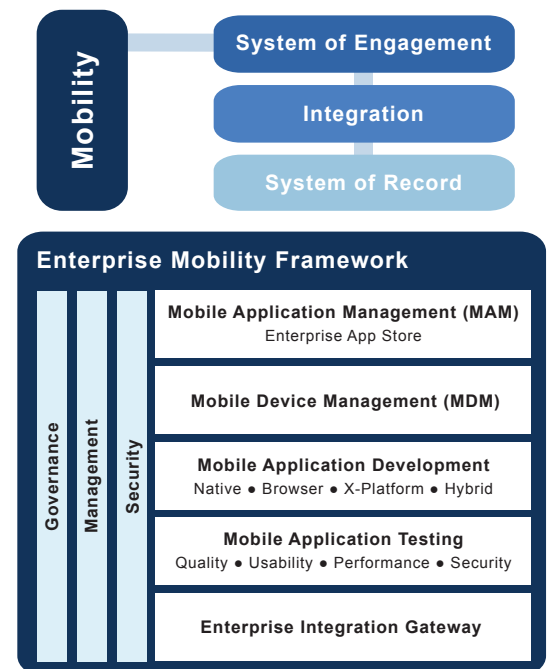 Mobility
System of Engagement
Integration
System of Record
Enterprise Mobility Framework
Governance
Management
Security
Mobile Application Management (MAM)
Enterprise App Store
Mobile Device Management (MDM)
Mobile Application Development
Native ● Browser ● X-Platform ● Hybrid
Mobile Application Testing
Quality ● Usability ● Performance ● Security
Enterprise Integration Gateway